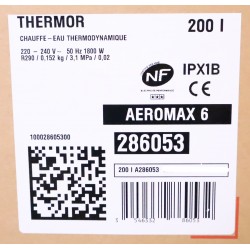 THERMOR 200 l
CHAUFFE-EAU THERMODYNAMIQUE
220 - 240 V~ 50 Hz 1800 W
R290 / 0,152 kg / 3,1 MPa / 0,02
NF IPX1B
CE
100028605300
AEROMAX 6
286053
200 l A286053